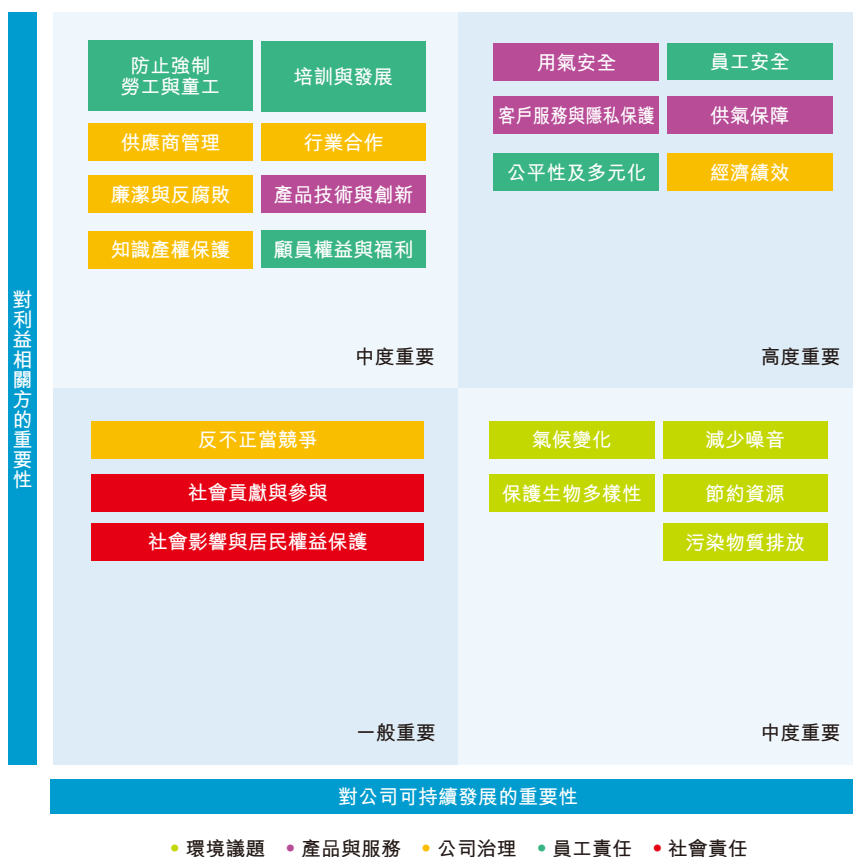 對利益相關方的重要性
防止強制
勞工與童工
培訓與發展
供應商管理
行業合作
廉潔與反腐敗
產品技術與創新
知識產權保護
顧員權益與福利
中度重要
用氣安全
員工安全
客戶服務與隱私保護
供氣保障
公平性及多元化
經濟績效
高度重要
反不正當競爭
社會貢獻與參與
社會影響與居民權益保護
一般重要
氣候變化
減少噪音
保護生物多樣性
節約資源
污染物質排放
中度重要
對公司可持續發展的重要性
環境議題
產品與服務
公司治理
員工責任
社會責任